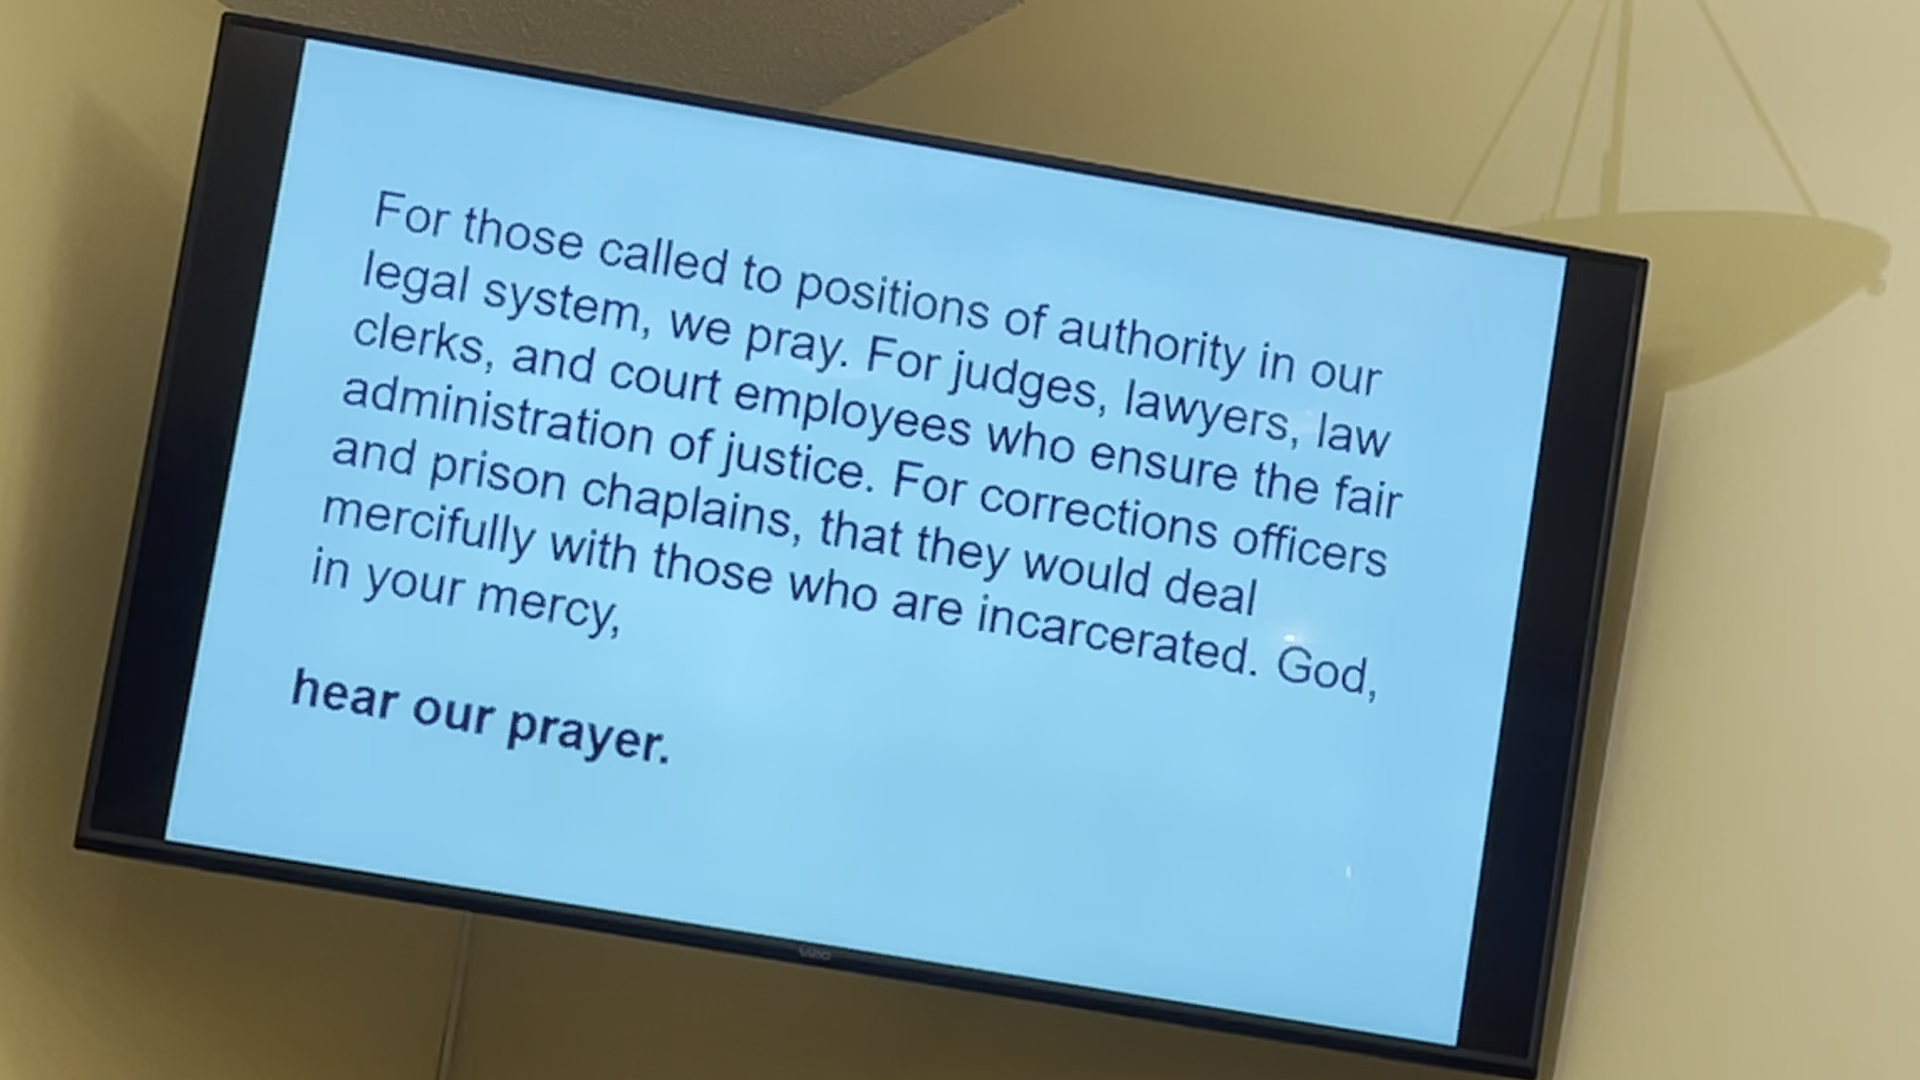 For those called to positions of authority in our
legal system, we pray. For judges, lawyers, law
clerks, and court employees who ensure the fair
administration of justice. For corrections officers
and prison chaplains, that they would deal
mercifully with those who are incarcerated. God,
in your mercy,
hear our prayer.
VIZIO